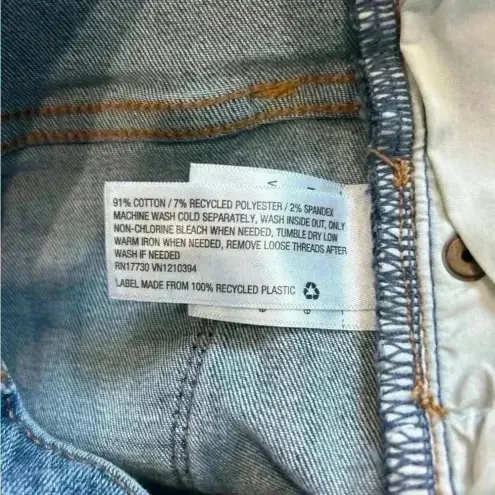 91% COTTON / 7% RECYCLED POLYESTER / 2% SPANDEX
MACHINE WASH COLD SEPARATELY, WASH INSIDE OUT, ONLY
NON-CHLORINE BLEACH WHEN NEEDED, TUMBLE DRY LOW
WARM IRON WHEN NEEDED, REMOVE LOOSE THREADS AFTER
WASH IF NEEDED
RN17730 VN1210394
LABEL MADE FROM 100% RECYCLED PLASTIC